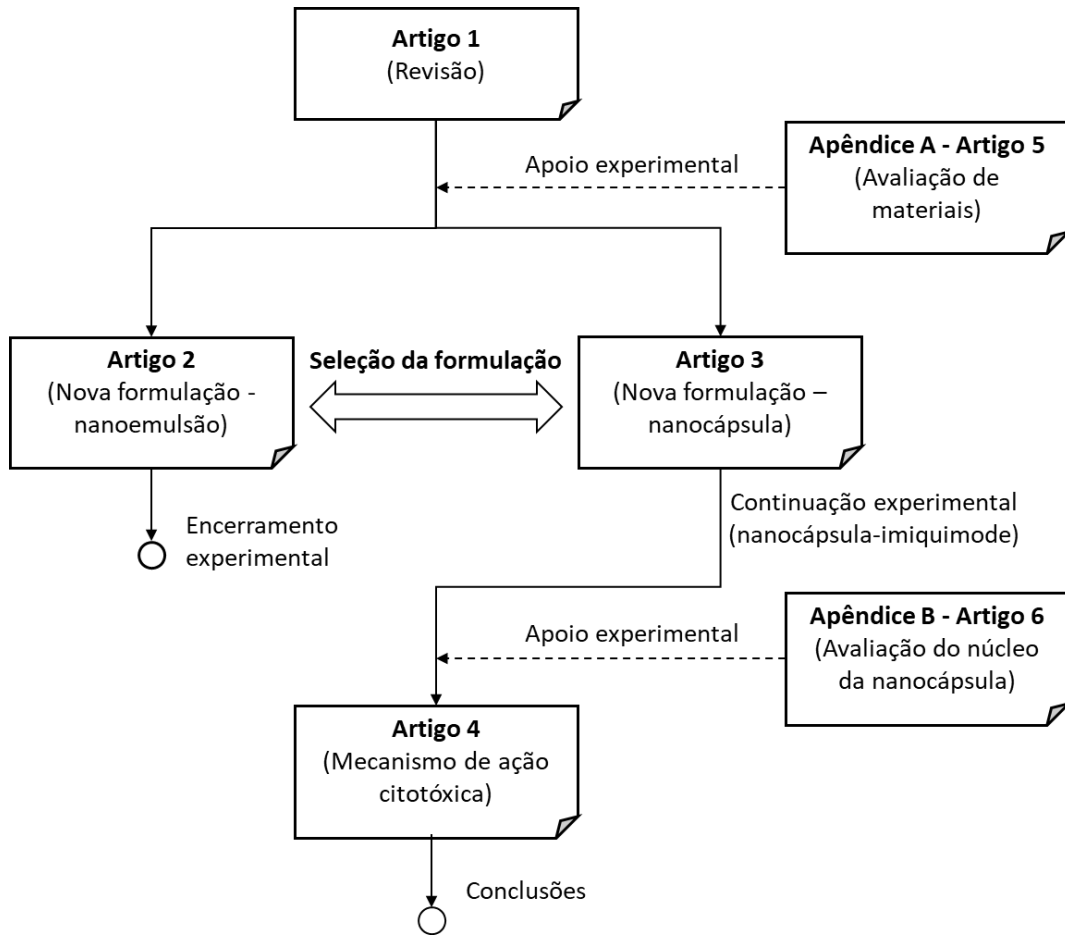 Artigo 1
(Revisão)
Apoio experimental
Apêndice A - Artigo 5
(Avaliação de
materiais)
Artigo 2
(Nova formulação -
nanoemulsão)
Seleção da formulação
Artigo 3
(Nova formulação –
nanocápsula)
Encerramento
experimental
Continuação experimental
(nanocápsula-imiquimode)
Apoio experimental
Apêndice B - Artigo 6
(Avaliação do núcleo
da nanocápsula)
Artigo 4
(Mecanismo de ação
citotóxica)
Conclusões